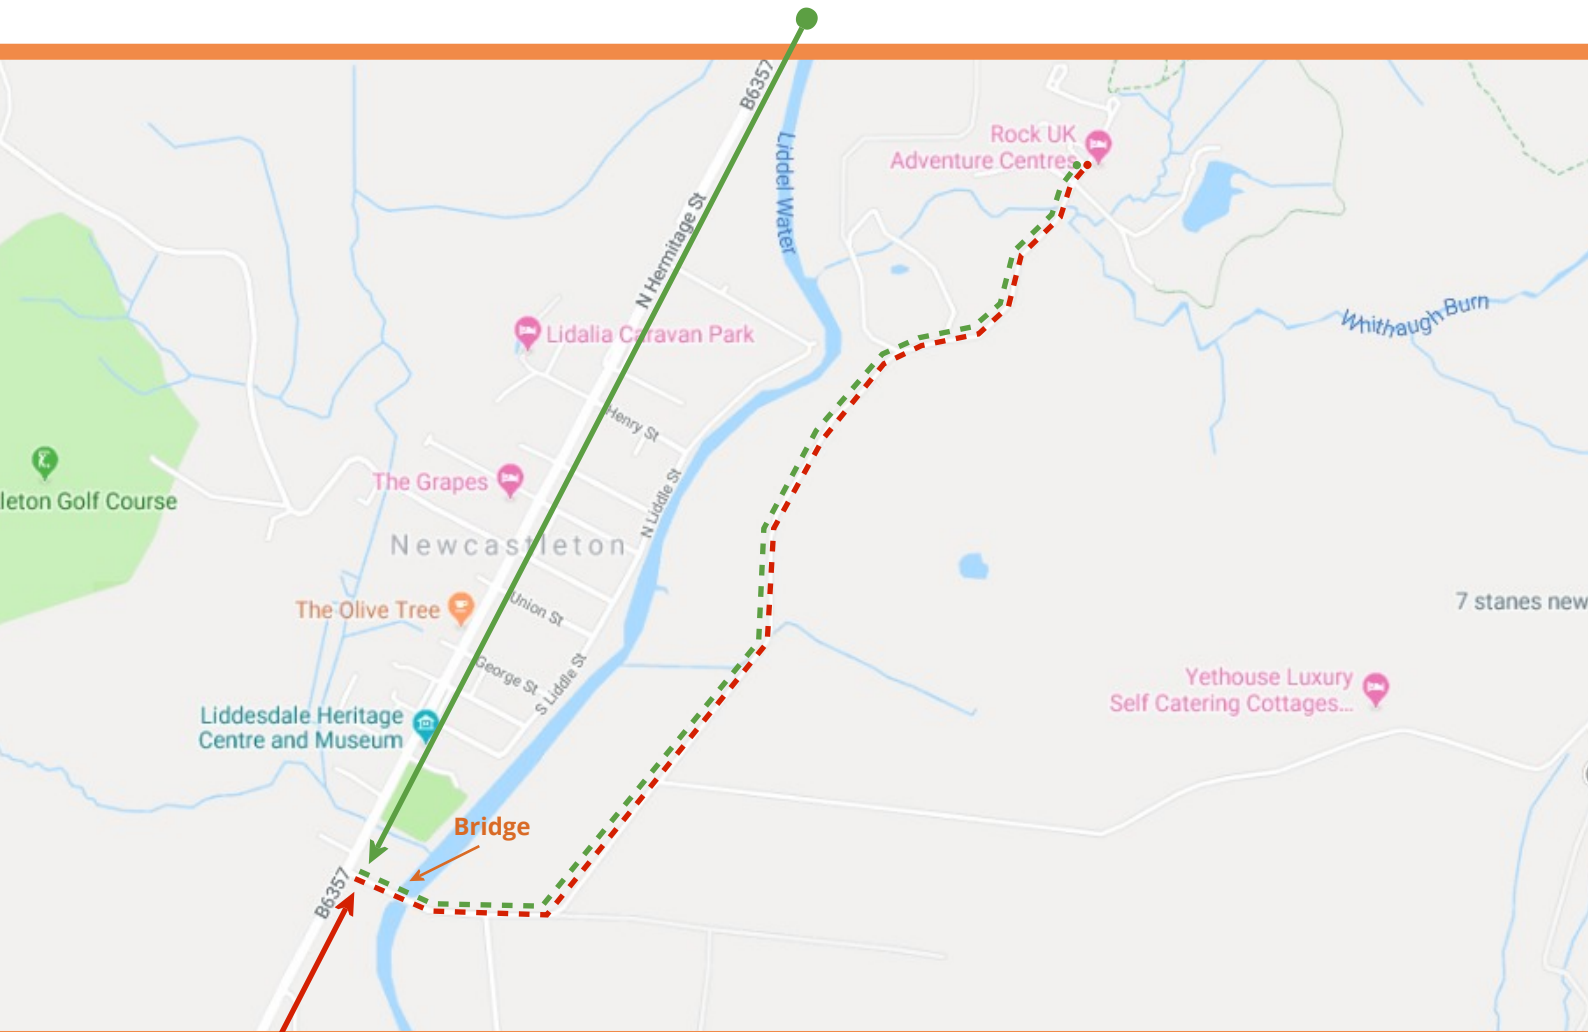 B6357
Liddel Water
Rock UK
Adventure Centres
N Hermitage St
Whithaugh Burn
Lidalia Caravan Park
Henry St
leton Golf Course
The Grapes
N Liddle St
Newcastleton
The Olive Tree
Union St
7 stanes new
George St
S Liddle St
Yethouse Luxury
Self Catering Cottages...
Liddesdale Heritage
Centre and Museum
Bridge
B6357